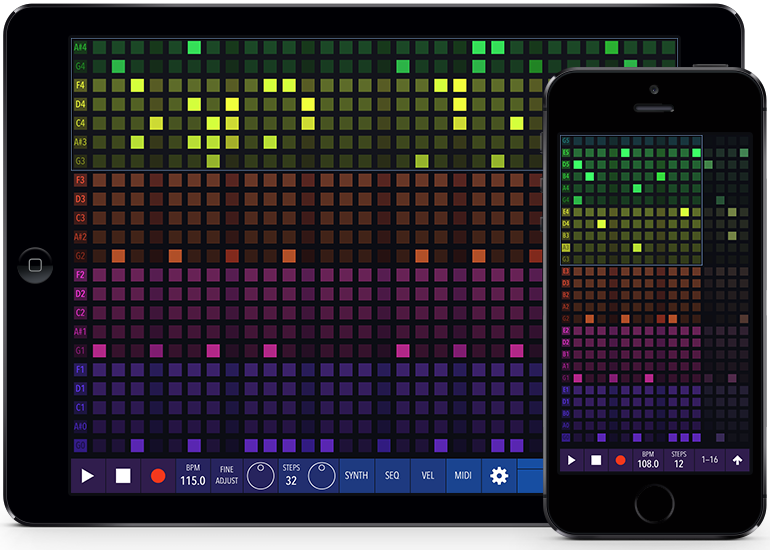 A#4
G4
F4
D4
C4
A#3
G3
F3
D3
C3
A#2
G2
F2
D2
C2
A#1
G1
F1
D1
C1
A#0
G0
BPM
115.0
FINE
ADJUST
STEPS
32
SYNTH
SEQ
VEL
MIDI
G5
E5
D5
B4
A4
G4
E4
D4
B3
A3
G3
E3
D3
B2
A2
G2
E2
D2
B1
A1
G1
E1
D1
B0
A0
G0
BPM
108.0
STEPS
12
1–16